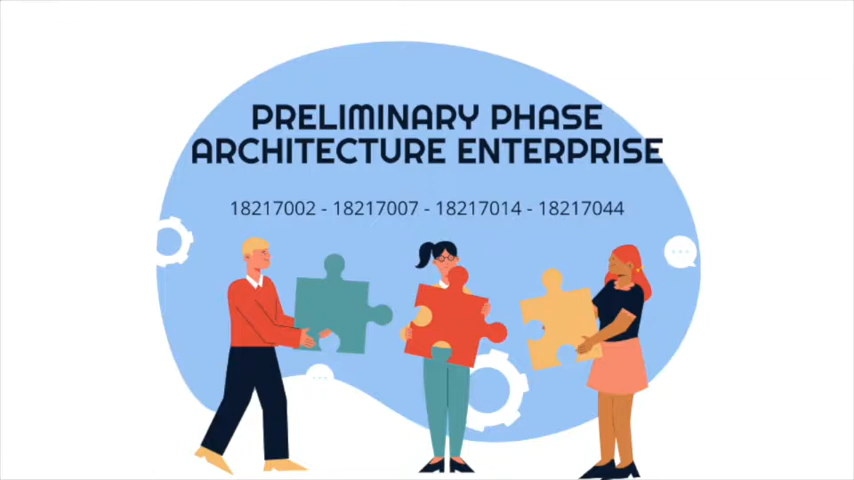 PRELIMINARY PHASE
ARCHITECTURE ENTERPRISE
18217002 - 18217007 - 18217014 - 18217044